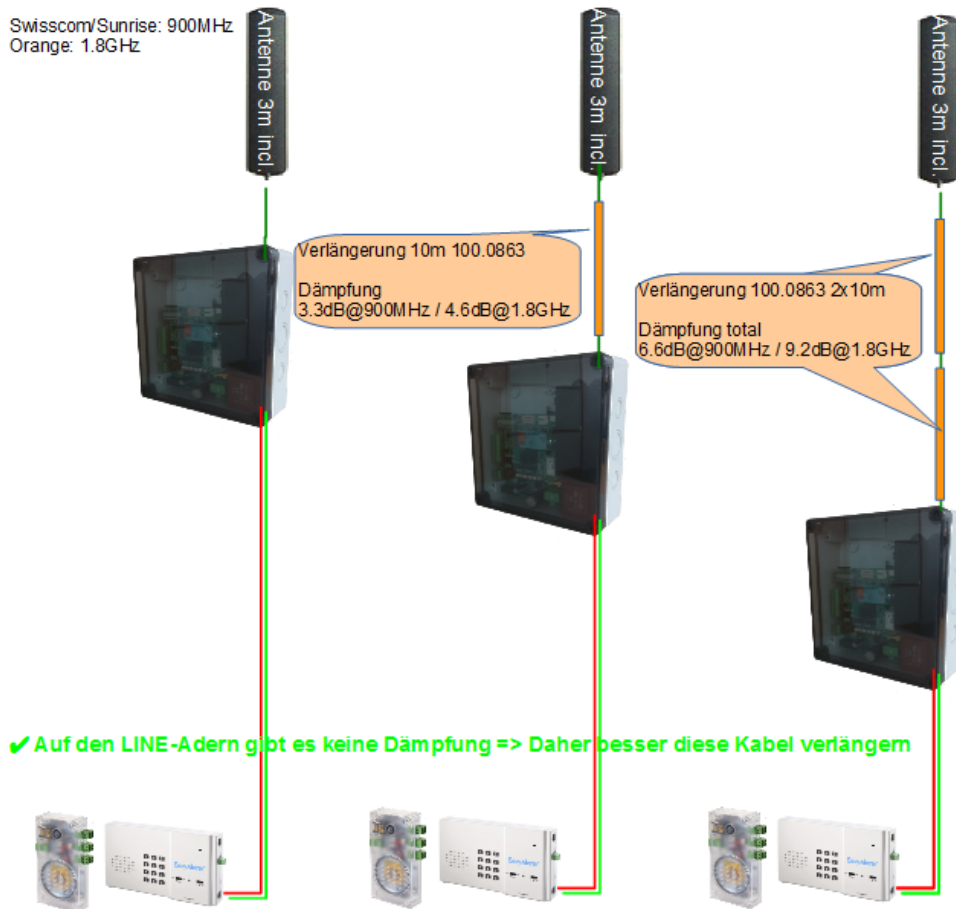 Swisscom/Sunrise: 900MHz
Orange: 1.8GHz
Antenne 3m incl.
Antenne 3m incl.
Antenne 3m incl.
Verlängerung 10m 100.0863
Dämpfung
3.3dB@900MHz / 4.6dB@1.8GHz
Verlängerung 100.0863 2x10m
Dämpfung total
6.6dB@900MHz / 9.2dB@1.8GHz
✔ Auf den LINE-Adern gibt es keine Dämpfung => Daher besser diese Kabel verlängern